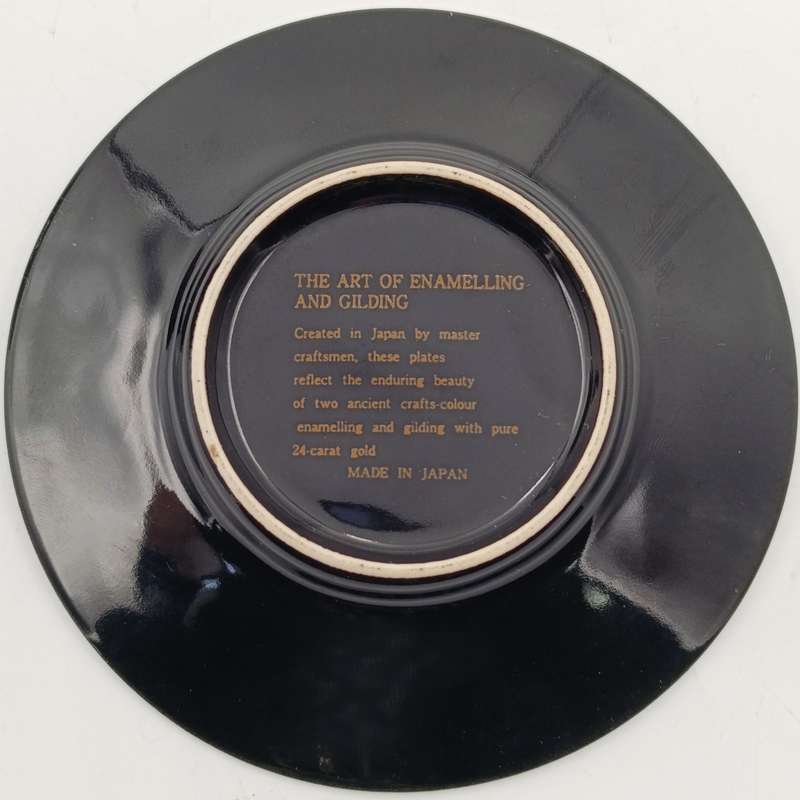 THE ART OF ENAMELLING
AND GILDING
Created in Japan by master
craftsmen, these plates
reflect the enduring beauty
of two ancient crafts-colour
enamelling and gilding with pure
24-carat gold
MADE IN JAPAN